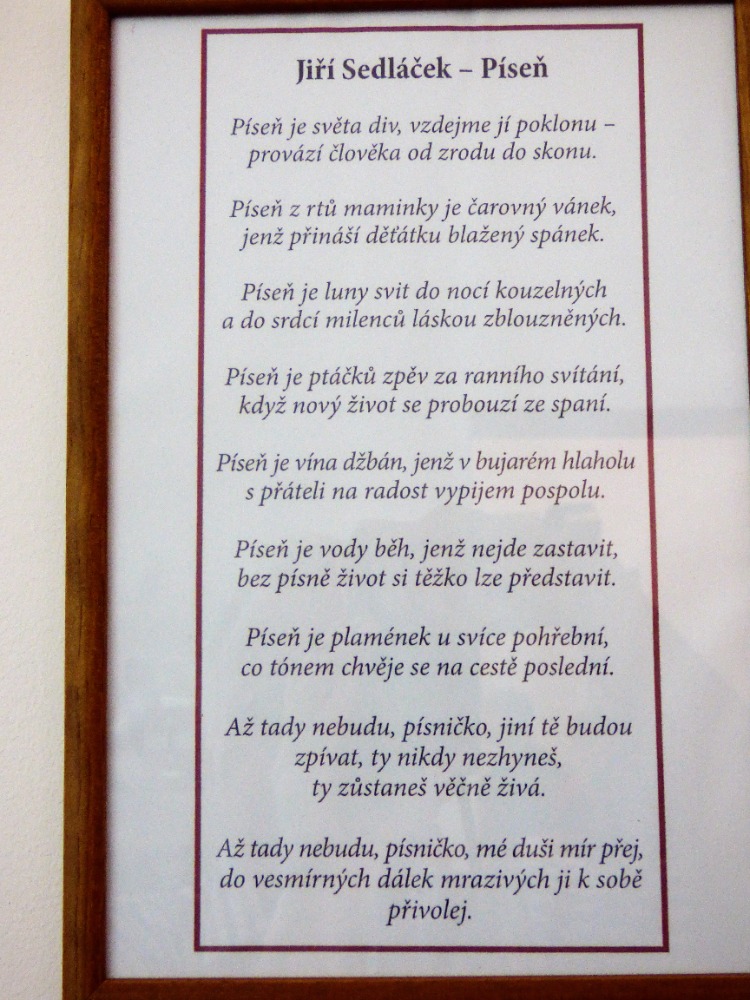 Jiří Sedláček – Píseň
Píseň je světa div, vzdejme jí poklonu –
provází člověka od zrodu do skonu.
Píseň z rtů maminky je čarovný vánek,
jenž přináší děťátku blažený spánek.
Píseň je luny svit do nocí kouzelných
a do srdcí milenců láskou zblouzněných.
Píseň je ptáčků zpěv za ranního svítání,
když nový život se probouzí ze spaní.
Píseň je vína džbán, jenž v bujarém hlaholu
s přáteli na radost vypijem pospolu.
Píseň je vody běh, jenž nejde zastavit,
bez písně život si těžko lze představit.
Píseň je plamének u svíce pohřební,
co tónem chvěje se na cestě poslední.
Až tady nebudu, písničko, jiní tě budou
zpívat, ty nikdy nezhyneš,
ty zůstaneš věčně živá.
Až tady nebudu, písničko, mé duši mír přej,
do vesmírných dálek mrazivých ji k sobě
přivolej.